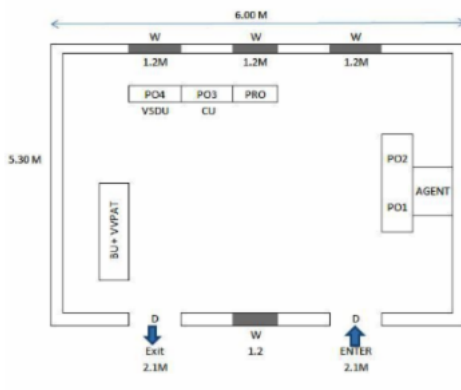 6.00 M
W W W
1.2M 1.2M 1.2M
PO4 PO3 PRO
VSDU CU
5.30 M
PO2
AGENT
PO1
BU+ VVPAT
D D
Exit W ENTER
2.1M 1.2 2.1M